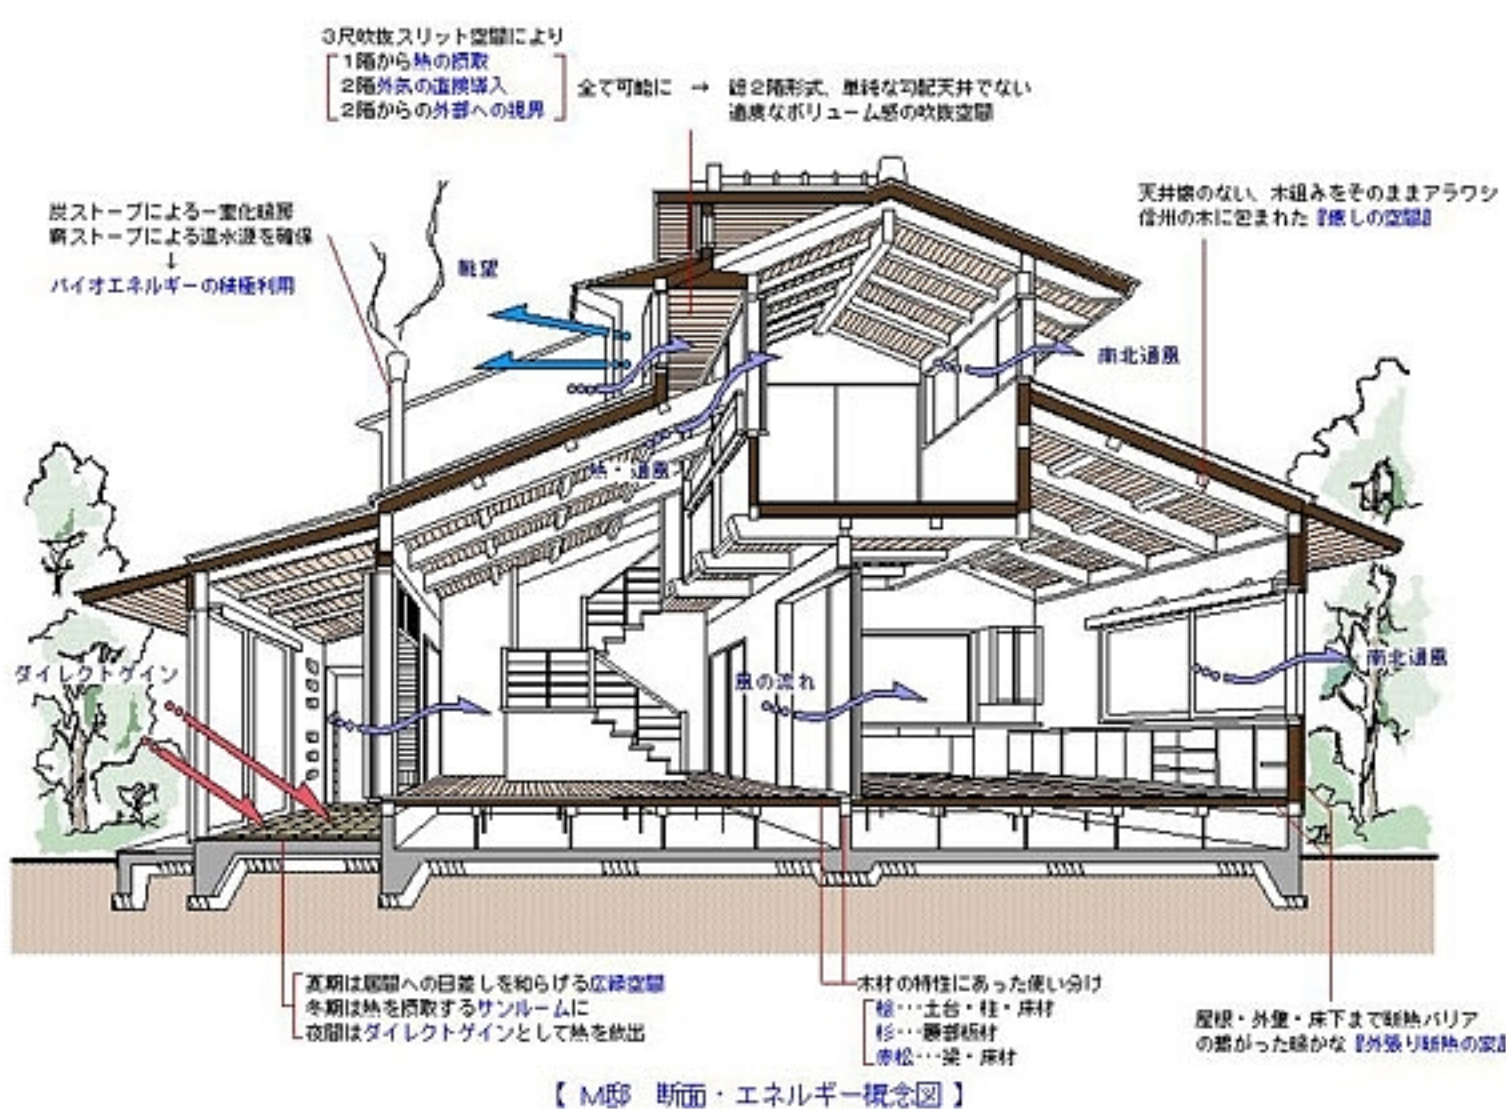 3尺吹抜スリット空間により
1階から熱の摂取
2階外気の直接導入
2階からの外部への視界
全て可能に → 総2階形式、単純な勾配天井でない
適度なボリューム感の吹抜空間
天井懐のない、木組みをそのままアラワシ
信州の木に包まれた『癒しの空間』
炭ストーブによる一室化暖房
薪ストーブによる温水源を確保
↓
バイオエネルギーの積極利用
眺望
南北通風
熱・通風
ダイレクトゲイン
風の流れ
南北通風
夏期は居間への日差しを和らげる広縁空間
冬期は熱を摂取するサンルームに
夜間はダイレクトゲインとして熱を放出
木材の特性にあった使い分け
桧…土台・柱・床材
杉…腰部板材
赤松…梁・床材
屋根・外壁・床下まで断熱バリア
の繋がった暖かな『外張り断熱の家』
【 M邸 断面・エネルギー概念図 】